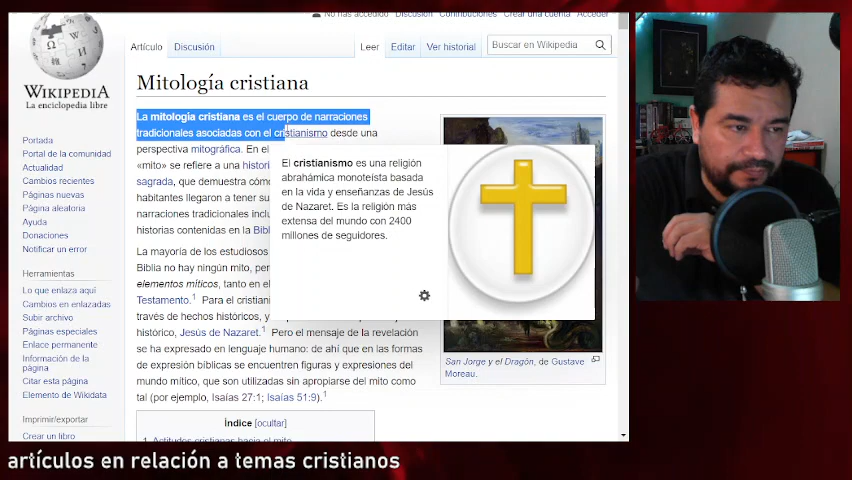 No has accedido Discusión Contribuciones Crear una cuenta Acceder
WIKIPEDIA
La enciclopedia libre
Artículo Discusión Leer Editar Ver historial Buscar en Wikipedia
Mitología cristiana
La mitología cristiana es el cuerpo de narraciones
tradicionales asociadas con el cristianismo desde una
perspectiva mitográfica. En el
«mito» se refiere a una
sagrada, que demuestra
habitantes llegaron a tener
narraciones tradicionales
historias contenidas en la
La mayoría de los estudiosos
Biblia no hay ningún mito,
elementos míticos, tanto en
Testamento.1 Para el
través de hechos históricos, y
histórico, Jesús de Nazaret.1 Pero el mensaje de la revelación
se ha expresado en lenguaje humano: de ahí que en las formas
de expresión bíblicas se encuentren figuras y expresiones del
mundo mítico, que son utilizadas sin apropiarse del mito como
tal (por ejemplo, Isaías 27:1; Isaías 51:9).1
Índice [ocultar]
1 Actitudes cristianas hacia el mito
El cristianismo es una religión
abrahámica monoteísta basada
en la vida y enseñanzas de Jesús
de Nazaret. Es la religión más
extensa del mundo con 2400
millones de seguidores.
San Jorge y el Dragón, de Gustave
Moreau.
Portada
Portal de la comunidad
Actualidad
Cambios recientes
Páginas nuevas
Página aleatoria
Ayuda
Donaciones
Notificar un error
Herramientas
Lo que enlaza aquí
Cambios en enlazadas
Subir archivo
Páginas especiales
Enlace permanente
Información de la
página
Citar esta página
Elemento de Wikidata
Imprimir/exportar
Crear un libro
artículos en relación a temas cristianos